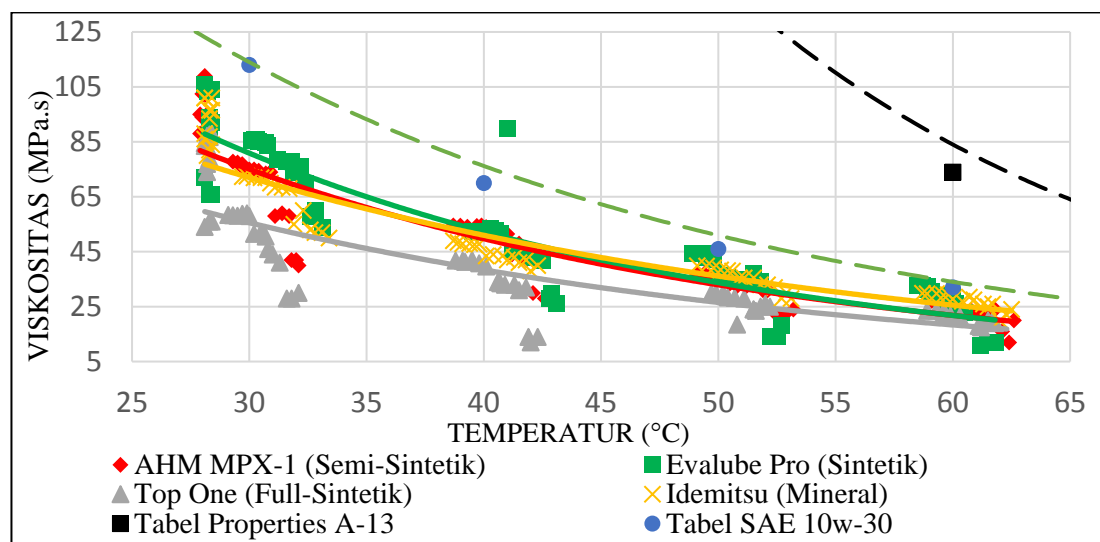 VISKOSITAS (MPa.s)
125
105
85
65
45
25
5
25 30 35 40 45 50 55 60 65
TEMPERATUR (°C)
AHM MPX-1 (Semi-Sintetik) Evalube Pro (Sintetik)
Top One (Full-Sintetik) Idemitsu (Mineral)
Tabel Properties A-13 Tabel SAE 10w-30